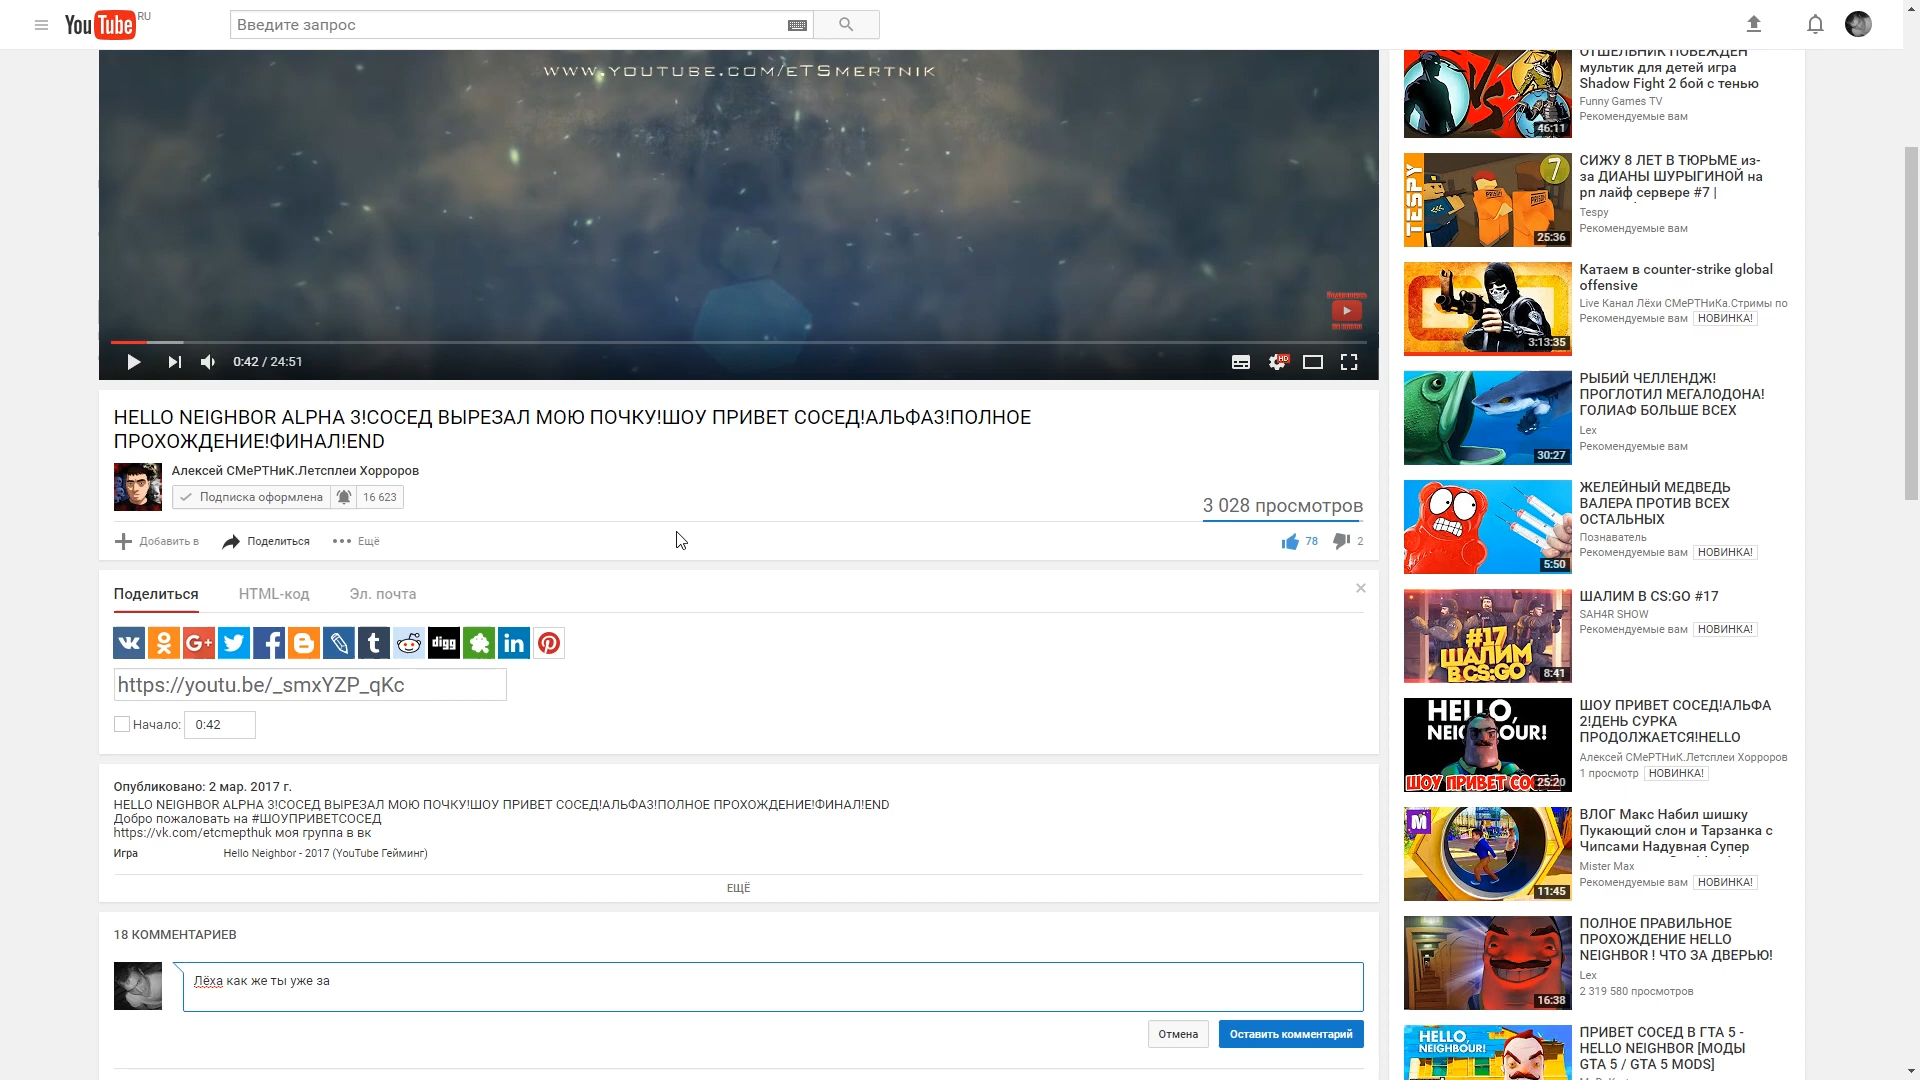 YouTube RU
Введите запрос
WWW.YOUTUBE.COM/ETSMERTNIK
0:42 / 24:51
HD
HELLO NEIGHBOR ALPHA 3!СОСЕД ВЫРЕЗАЛ МОЮ ПОЧКУ!ШОУ ПРИВЕТ СОСЕД!АЛЬФА3!ПОЛНОЕ
ПРОХОЖДЕНИЕ!ФИНАЛ!END
Алексей СМеРТНиК.Летсплеи Хорроров
Подписка оформлена 16 623
3 028 просмотров
Добавить в Поделиться Ещё 78 2
Поделиться HTML-код Эл. почта
digg
https://youtu.be/_smxYZP_qKc
Начало: 0:42
Опубликовано: 2 мар. 2017 г.
HELLO NEIGHBOR ALPHA 3!СОСЕД ВЫРЕЗАЛ МОЮ ПОЧКУ!ШОУ ПРИВЕТ СОСЕД!АЛЬФА3!ПОЛНОЕ ПРОХОЖДЕНИЕ!ФИНАЛ!END
Добро пожаловать на #ШОУПРИВЕТСОСЕД
https://vk.com/etcmepthuk моя группа в вк
Игра Hello Neighbor - 2017 (YouTube Гейминг)
ЕЩЁ
18 КОММЕНТАРИЕВ
Лёха как же ты уже за
Отмена Оставить комментарий
ОТШЕЛЬНИК ПОБЕЖДЕН
мультик для детей игра
Shadow Fight 2 бой с тенью
Funny Games TV
Рекомендуемые вам
VS
46:11
СИЖУ 8 ЛЕТ В ТЮРЬМЕ из-
за ДИАНЫ ШУРЫГИНОЙ на
рп лайф сервере #7 |
Tespy
Рекомендуемые вам
TESPY
7
25:36
Катаем в counter-strike global
offensive
Live Канал Лёхи СМеРТНиКа.Стримы по
Рекомендуемые вам НОВИНКА!
3:13:35
РЫБИЙ ЧЕЛЛЕНДЖ!
ПРОГЛОТИЛ МЕГАЛОДОНА!
ГОЛИАФ БОЛЬШЕ ВСЕХ
Lex
Рекомендуемые вам
30:27
ЖЕЛЕЙНЫЙ МЕДВЕДЬ
ВАЛЕРА ПРОТИВ ВСЕХ
ОСТАЛЬНЫХ
Познаватель
Рекомендуемые вам НОВИНКА!
5:50
ШАЛИМ В CS:GO #17
SAH4R SHOW
Рекомендуемые вам НОВИНКА!
#17
ШАЛИМ
В CS:GO
8:41
ШОУ ПРИВЕТ СОСЕД!АЛЬФА
2!ДЕНЬ СУРКА
ПРОДОЛЖАЕТСЯ!HELLO
Алексей СМеРТНиК.Летсплеи Хорроров
1 просмотр НОВИНКА!
HELLO,
25:20
ВЛОГ Макс Набил шишку
Пукающий слон и Тарзанка с
Чипсами Надувная Супер
Mister Max
Рекомендуемые вам НОВИНКА!
M
11:45
ПОЛНОЕ ПРАВИЛЬНОЕ
ПРОХОЖДЕНИЕ HELLO
NEIGHBOR ! ЧТО ЗА ДВЕРЬЮ!
Lex
2 319 580 просмотров
16:38
ПРИВЕТ СОСЕД В ГТА 5 -
HELLO NEIGHBOR [МОДЫ
GTA 5 / GTA 5 MODS]
HELLO,
NEIGHBOUR!